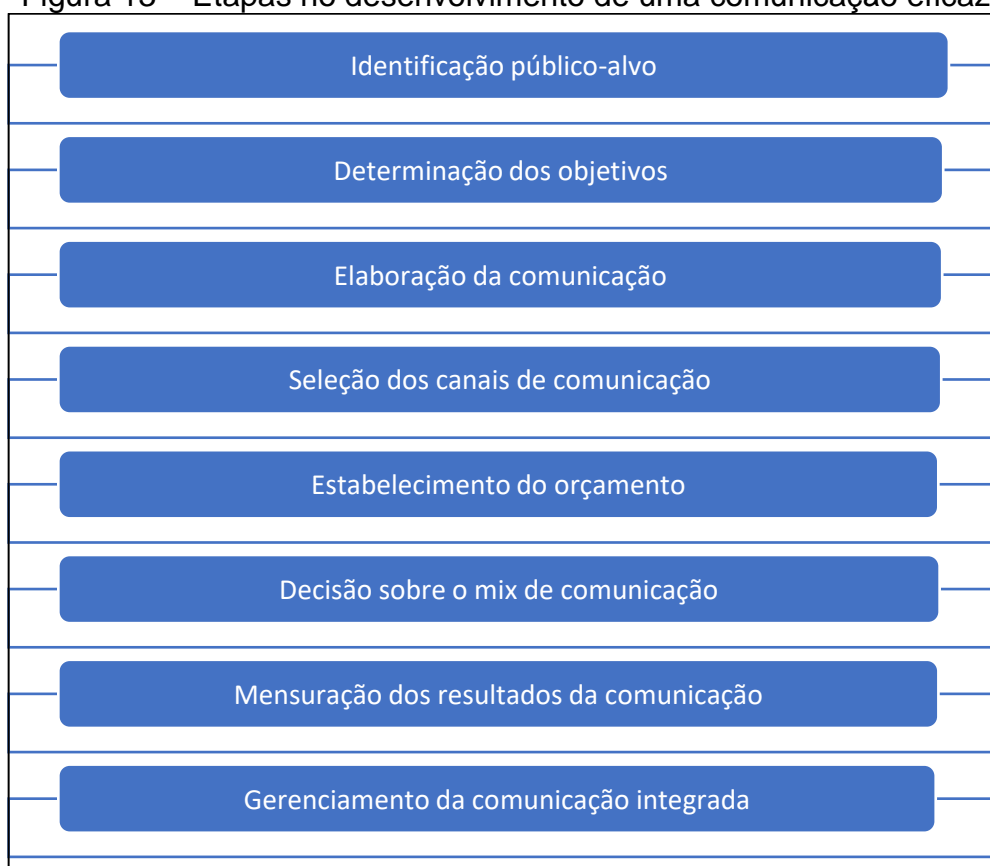 Figura 18 – Etapas no desenvolvimento de uma comunicação eficaz
Identificação público-alvo
Determinação dos objetivos
Elaboração da comunicação
Seleção dos canais de comunicação
Estabelecimento do orçamento
Decisão sobre o mix de comunicação
Mensuração dos resultados da comunicação
Gerenciamento da comunicação integrada